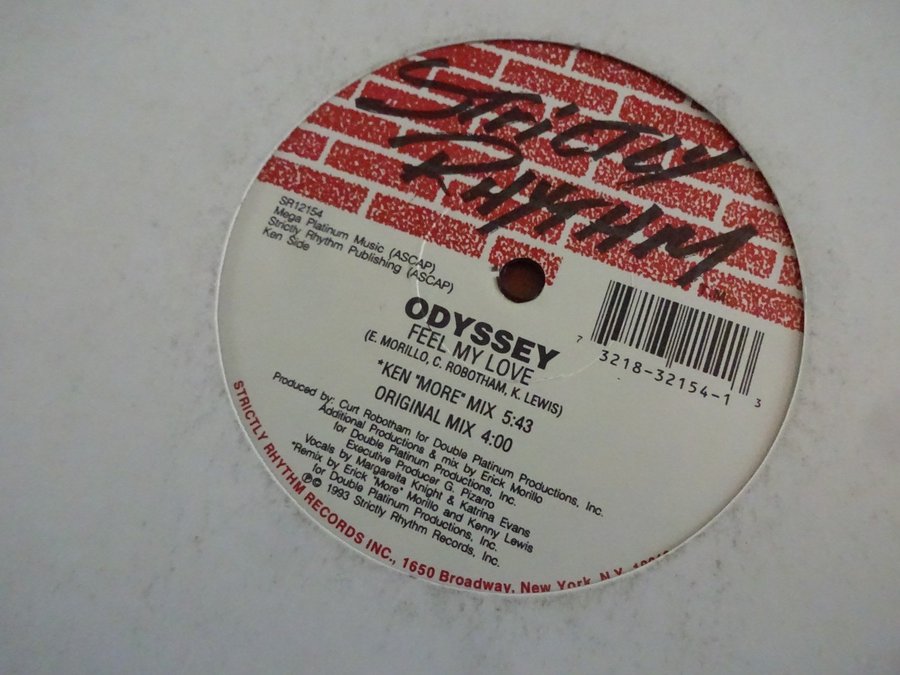 STRICTLY
RHYTHM
TM
SR12154
Mega Platinum Music (ASCAP)
Strictly Rhythm Publishing (ASCAP)
Ken Side
ODYSSEY
FEEL MY LOVE
(E. MORILLO, C. ROBOTHAM, K. LEWIS)
*KEN "MORE" MIX 5:43
ORIGINAL MIX 4:00
7 3218-32154-1 3
Produced by: Curt Robotham for Double Platinum Productions, Inc.
Additional Productions & mix by Erick Morillo
for Double Platinum Productions, Inc.
Executive Producer G. Pizarro
Vocals by Margareita Knight & Katrina Evans
*Remix by Erick "More" Morillo and Kenny Lewis
for Double Platinum Productions, Inc.
℗© 1993 Strictly Rhythm Records, Inc.
STRICTLY RHYTHM RECORDS INC., 1650 Broadway, New York, N.Y.